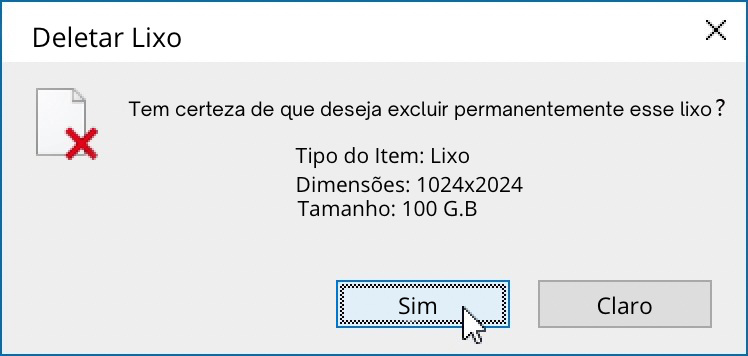 Deletar Lixo
Tem certeza de que deseja excluir permanentemente esse lixo?
Tipo do Item: Lixo
Dimensões: 1024x2024
Tamanho: 100 G.B
Sim
Claro